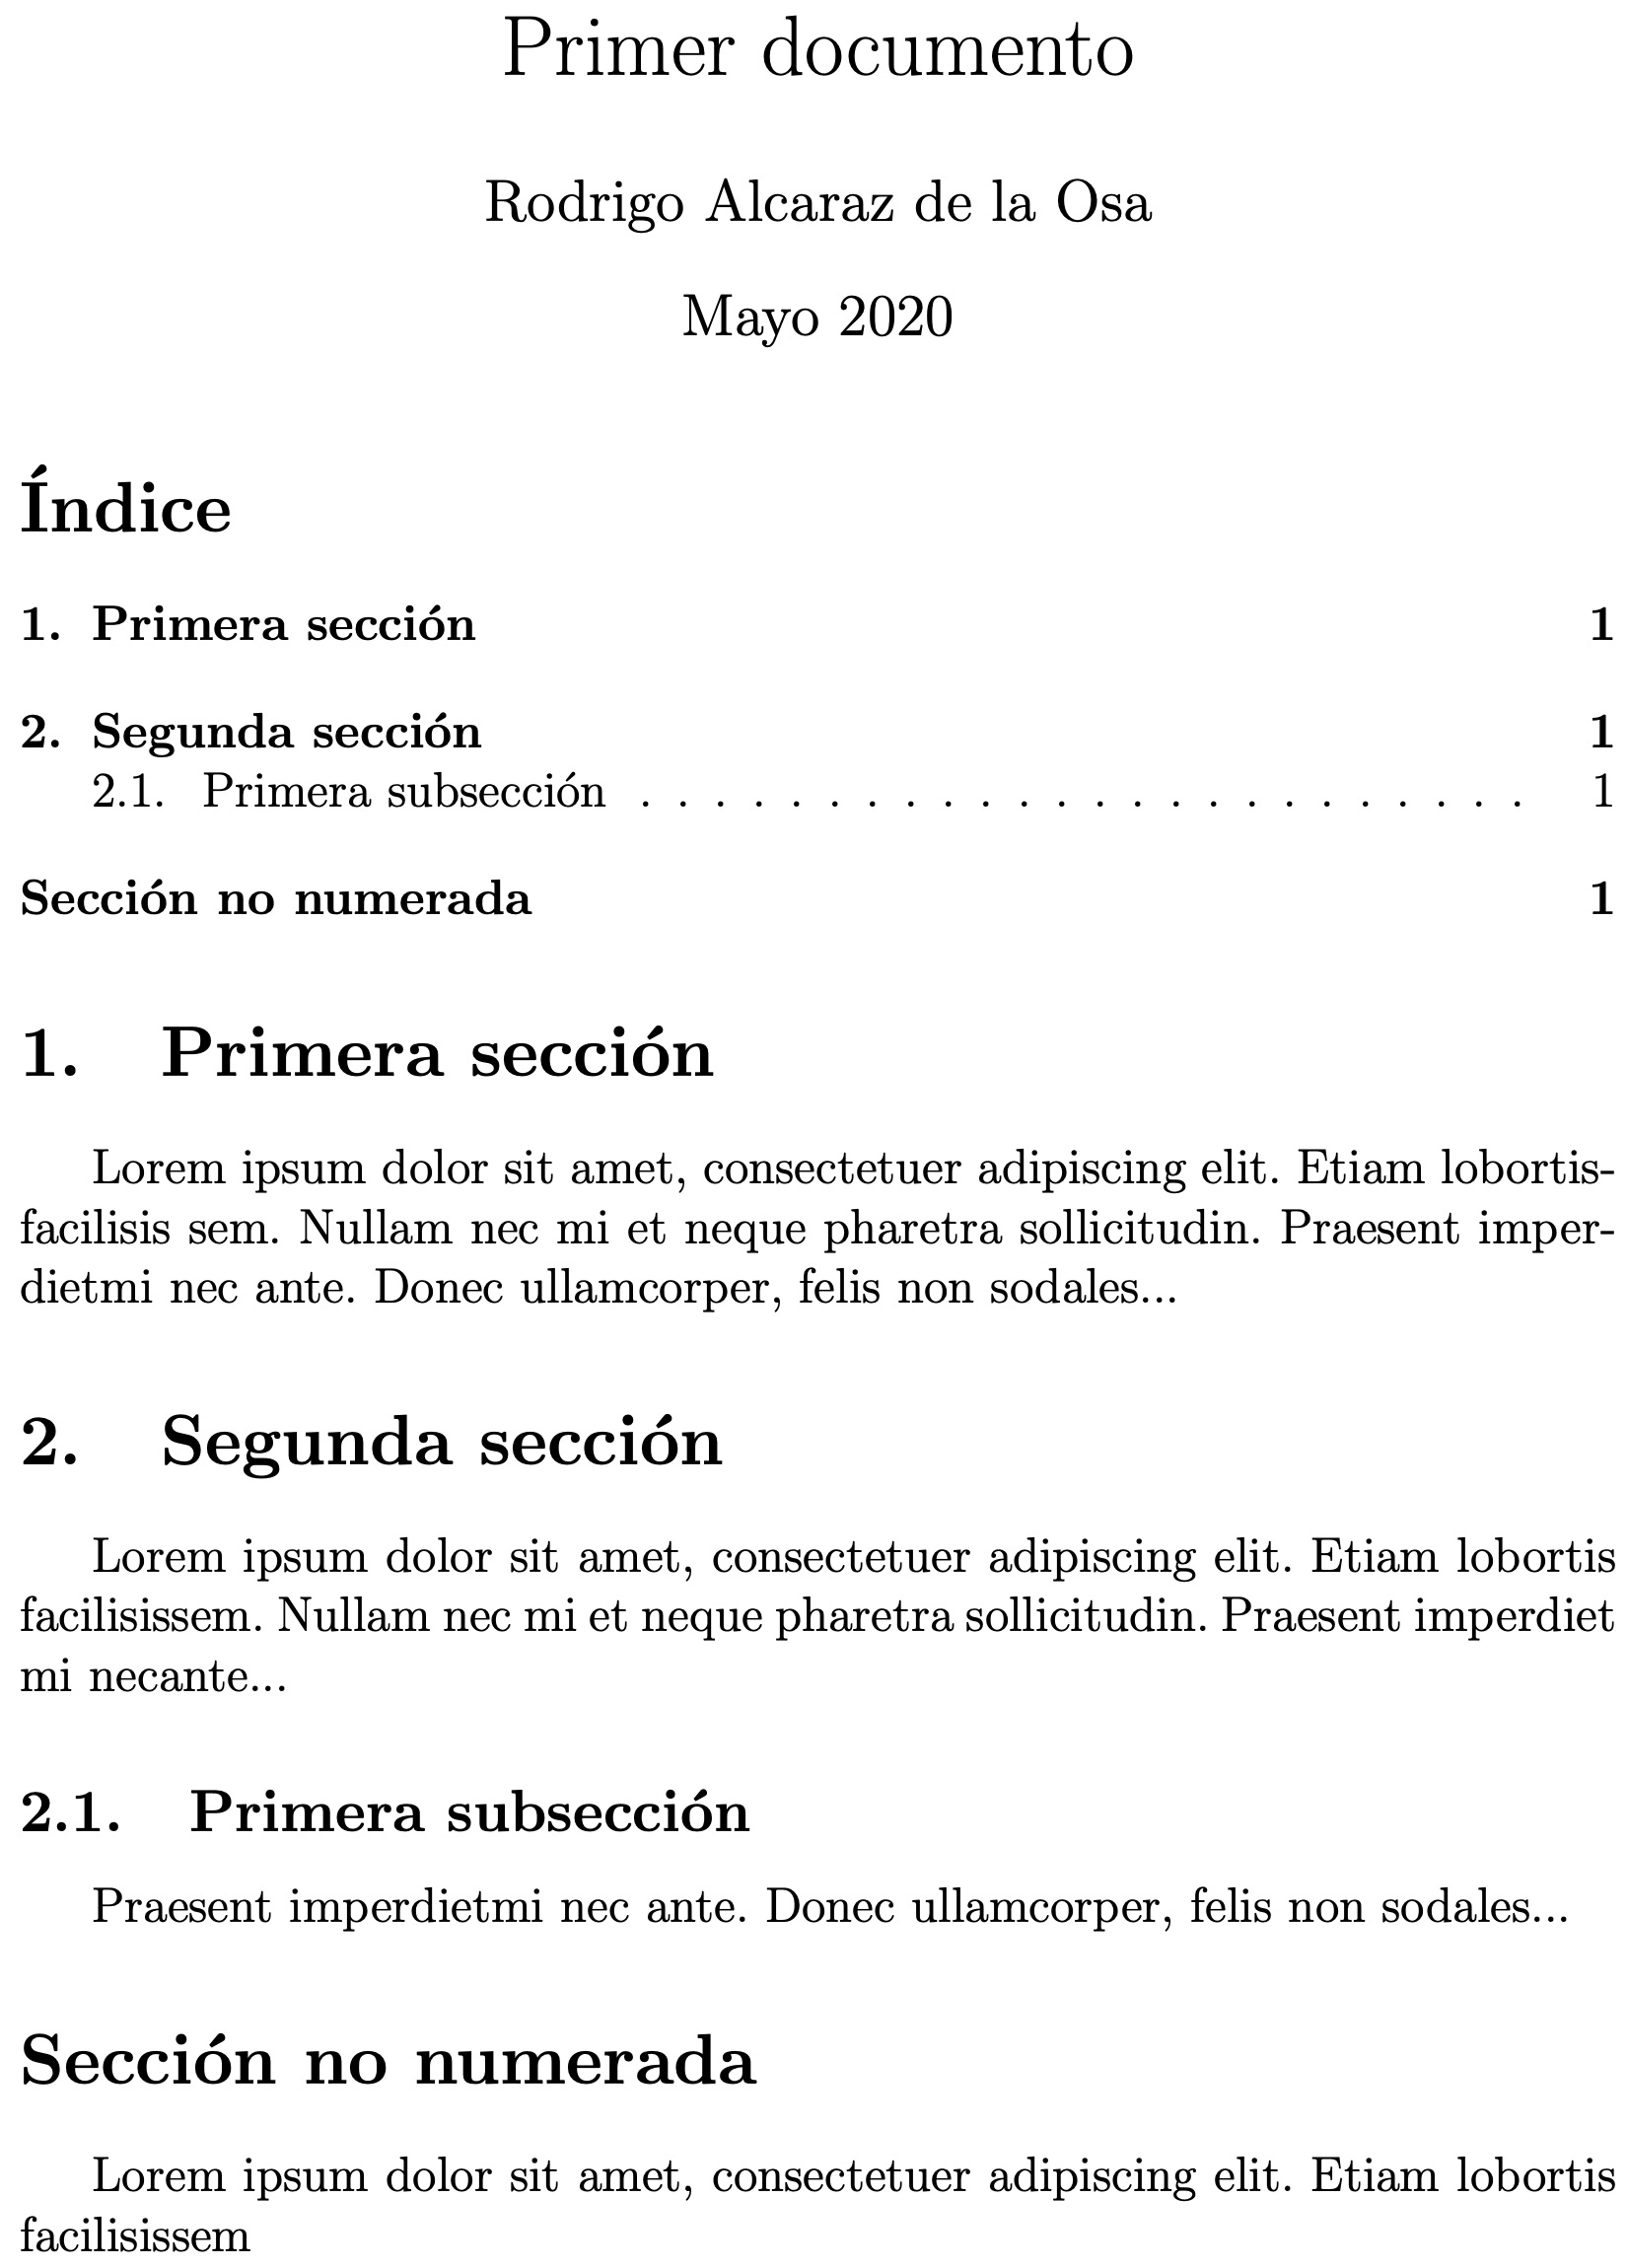 Primer documento
Rodrigo Alcaraz de la Osa
Mayo 2020
Índice
1. Primera sección 1
2. Segunda sección 1
2.1. Primera subsección . . . . . . . . . . . . . . . . . . . . . . . . 1
Sección no numerada 1
1. Primera sección
Lorem ipsum dolor sit amet, consectetuer adipiscing elit. Etiam lobortis-
facilisis sem. Nullam nec mi et neque pharetra sollicitudin. Praesent imper-
dietmi nec ante. Donec ullamcorper, felis non sodales...
2. Segunda sección
Lorem ipsum dolor sit amet, consectetuer adipiscing elit. Etiam lobortis
facilisissem. Nullam nec mi et neque pharetra sollicitudin. Praesent imperdiet
mi necante...
2.1. Primera subsección
Praesent imperdietmi nec ante. Donec ullamcorper, felis non sodales...
Sección no numerada
Lorem ipsum dolor sit amet, consectetuer adipiscing elit. Etiam lobortis
facilisissem